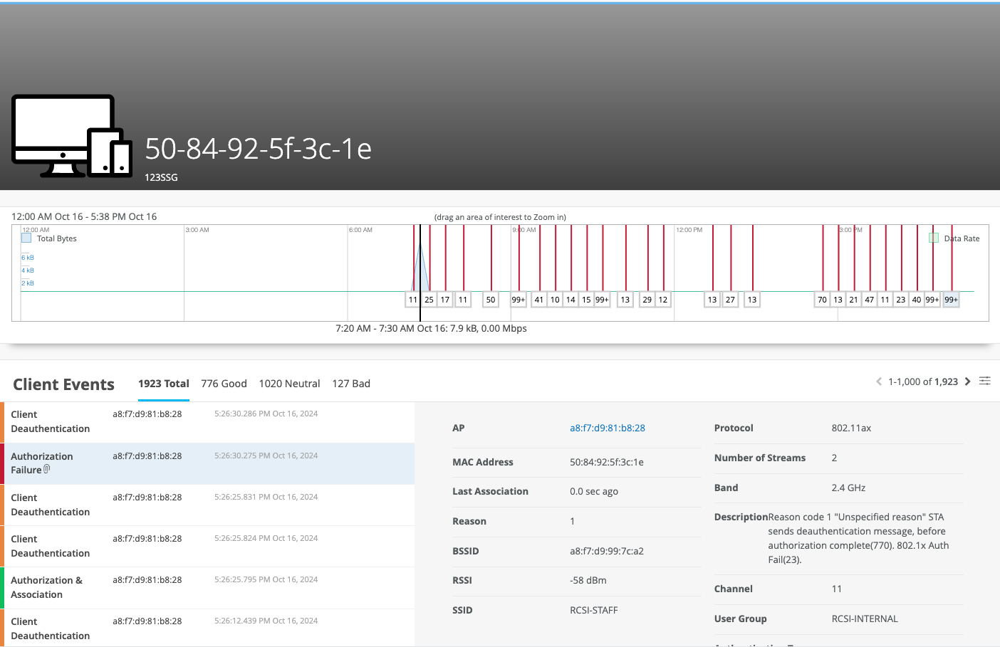 50-84-92-5f-3c-1e
123SSG
12:00 AM Oct 16 - 5:38 PM Oct 16
(drag an area of interest to Zoom in)
12:00 AM 3:00 AM 6:00 AM 9:00 AM 12:00 PM 3:00 PM
Total Bytes Data Rate
6 kB
4 kB
2 kB
11 25 17 11 50 99+ 41 10 14 15 99+ 13 29 12 13 27 13 70 13 21 47 11 23 40 99+ 99+
7:20 AM - 7:30 AM Oct 16: 7.9 kB, 0.00 Mbps
Client Events 1923 Total 776 Good 1020 Neutral 127 Bad 1-1,000 of 1,923
Client a8:f7:d9:81:b8:28 5:26:30.286 PM Oct 16, 2024
Deauthentication
Authorization a8:f7:d9:81:b8:28 5:26:30.275 PM Oct 16, 2024
Failure
Client a8:f7:d9:81:b8:28 5:26:25.831 PM Oct 16, 2024
Deauthentication
Client a8:f7:d9:81:b8:28 5:26:25.824 PM Oct 16, 2024
Deauthentication
Authorization & a8:f7:d9:81:b8:28 5:26:25.795 PM Oct 16, 2024
Association
Client a8:f7:d9:81:b8:28 5:26:12.439 PM Oct 16, 2024
Deauthentication
AP a8:f7:d9:81:b8:28
MAC Address 50:84:92:5f:3c:1e
Last Association 0.0 sec ago
Reason 1
BSSID a8:f7:d9:99:7c:a2
RSSI -58 dBm
SSID RCSI-STAFF
Protocol 802.11ax
Number of Streams 2
Band 2.4 GHz
Description Reason code 1 "Unspecified reason" STA
sends deauthentication message, before
authorization complete(770). 802.1x Auth
Fail(23).
Channel 11
User Group RCSI-INTERNAL